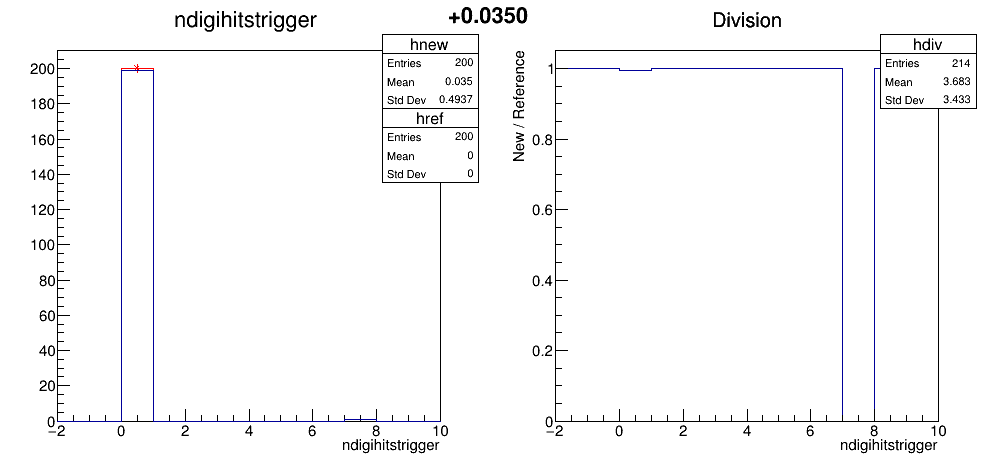 ndigihitstrigger
+0.0350
Division
hnew
Entries 200
Mean 0.035
Std Dev 0.4937
href
Entries 200
Mean 0
Std Dev 0
200
180
160
140
120
100
80
60
40
20
0
−2 0 2 4 6 8 10
ndigihitstrigger
hdiv
Entries 214
Mean 3.683
Std Dev 3.433
New / Reference
1
0.8
0.6
0.4
0.2
0
−2 0 2 4 6 8 10
ndigihitstrigger